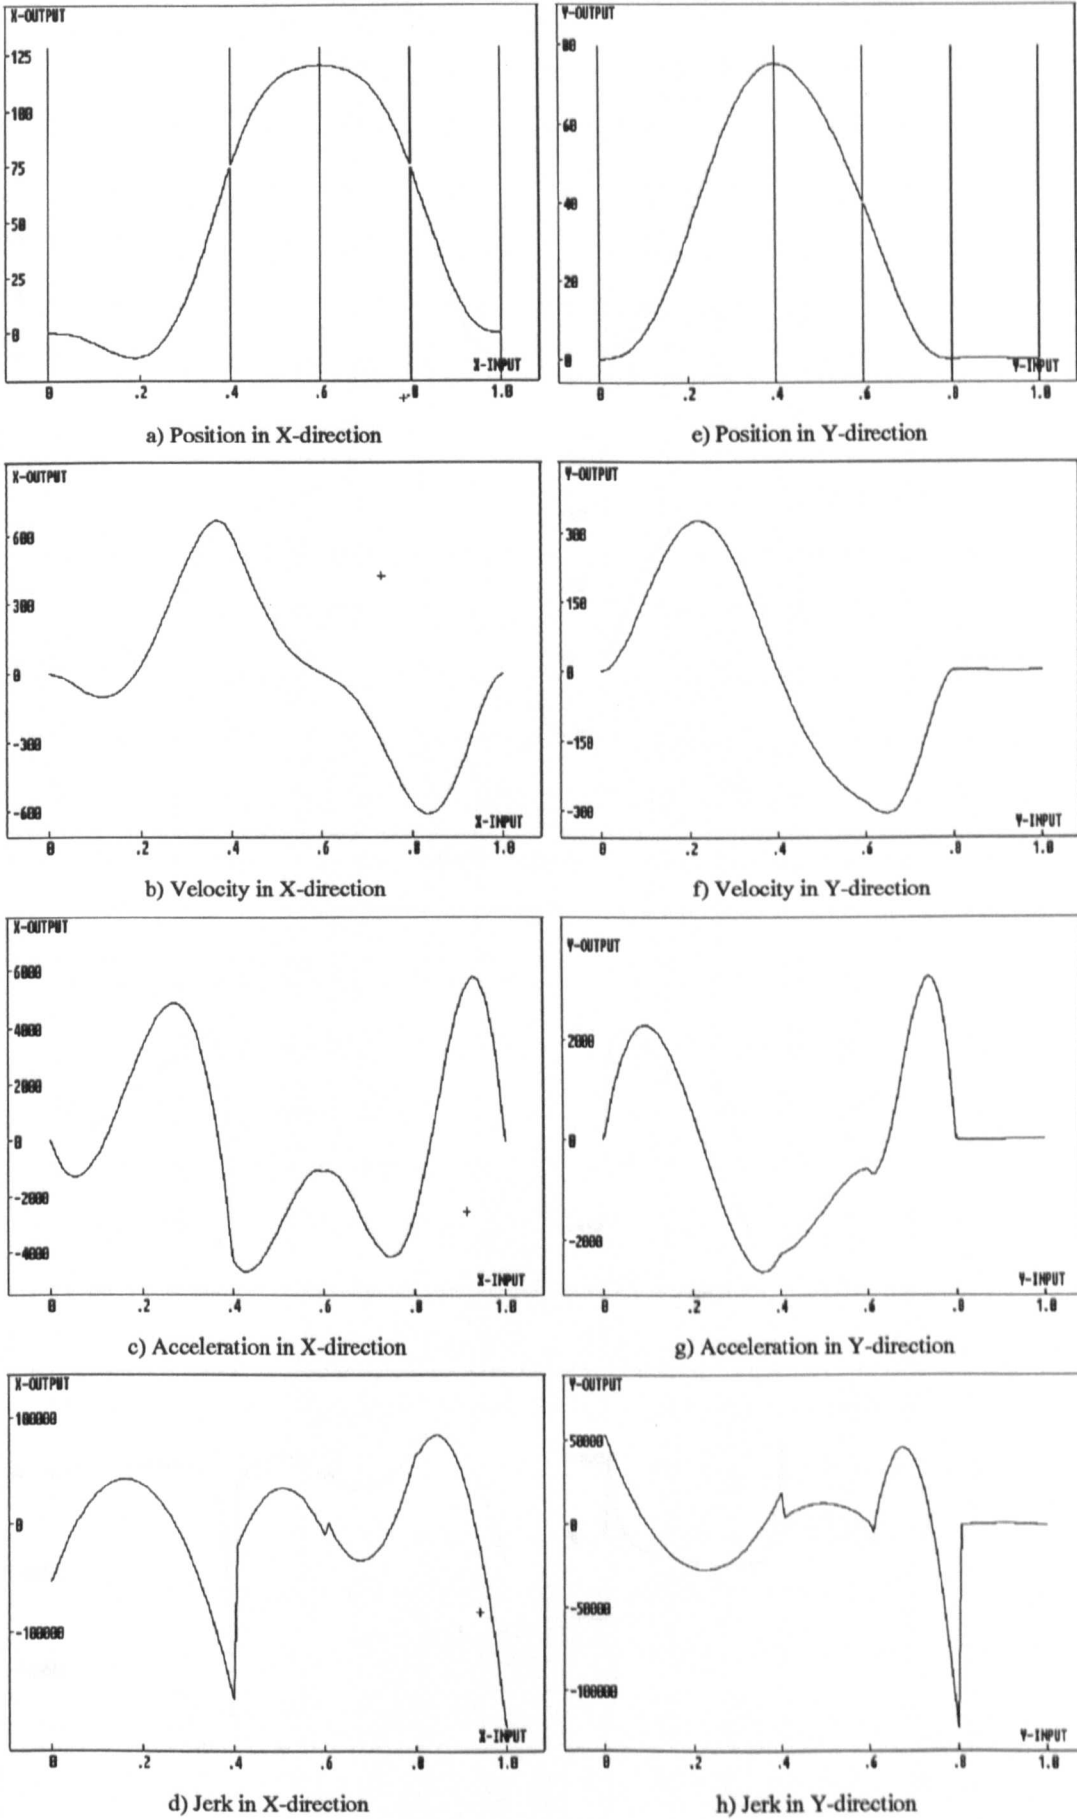 X-OUTPUT
125
100
75
50
25
0
X-INPUT
0 .2 .4 .6 .8 1.0
a) Position in X-direction
Y-OUTPUT
80
60
40
20
0
Y-INPUT
0 .2 .4 .6 .8 1.0
e) Position in Y-direction
X-OUTPUT
600
300
0
-300
-600
X-INPUT
0 .2 .4 .6 .8 1.0
b) Velocity in X-direction
Y-OUTPUT
300
150
0
-150
-300
Y-INPUT
0 .2 .4 .6 .8 1.0
f) Velocity in Y-direction
X-OUTPUT
6000
4000
2000
0
-2000
-4000
X-INPUT
0 .2 .4 .6 .8 1.0
c) Acceleration in X-direction
Y-OUTPUT
2000
0
-2000
Y-INPUT
0 .2 .4 .6 .8 1.0
g) Acceleration in Y-direction
X-OUTPUT
100000
0
-100000
X-INPUT
0 .2 .4 .6 .8 1.0
d) Jerk in X-direction
Y-OUTPUT
50000
0
-50000
-100000
Y-INPUT
0 .2 .4 .6 .8 1.0
h) Jerk in Y-direction